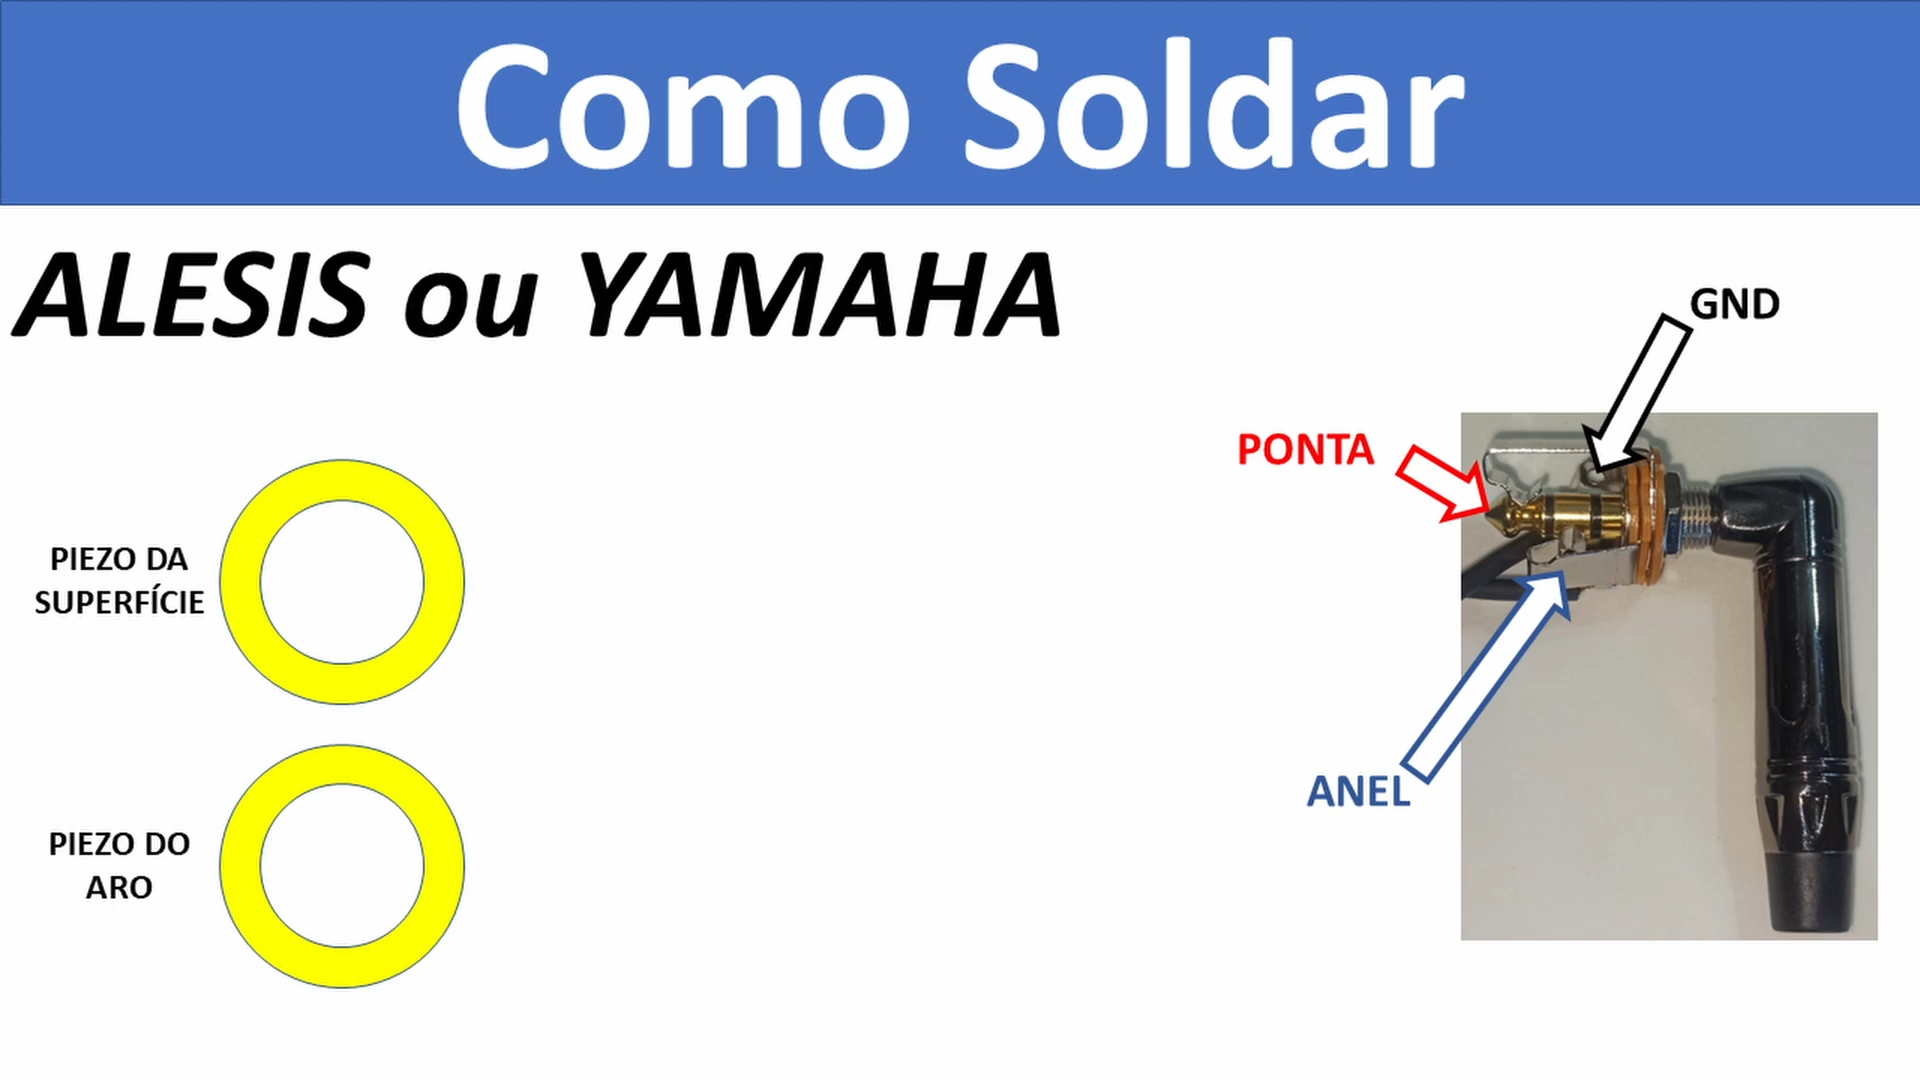 Como Soldar
ALESIS ou YAMAHA
GND
PONTA
PIEZO DA
SUPERFÍCIE
ANEL
PIEZO DO
ARO